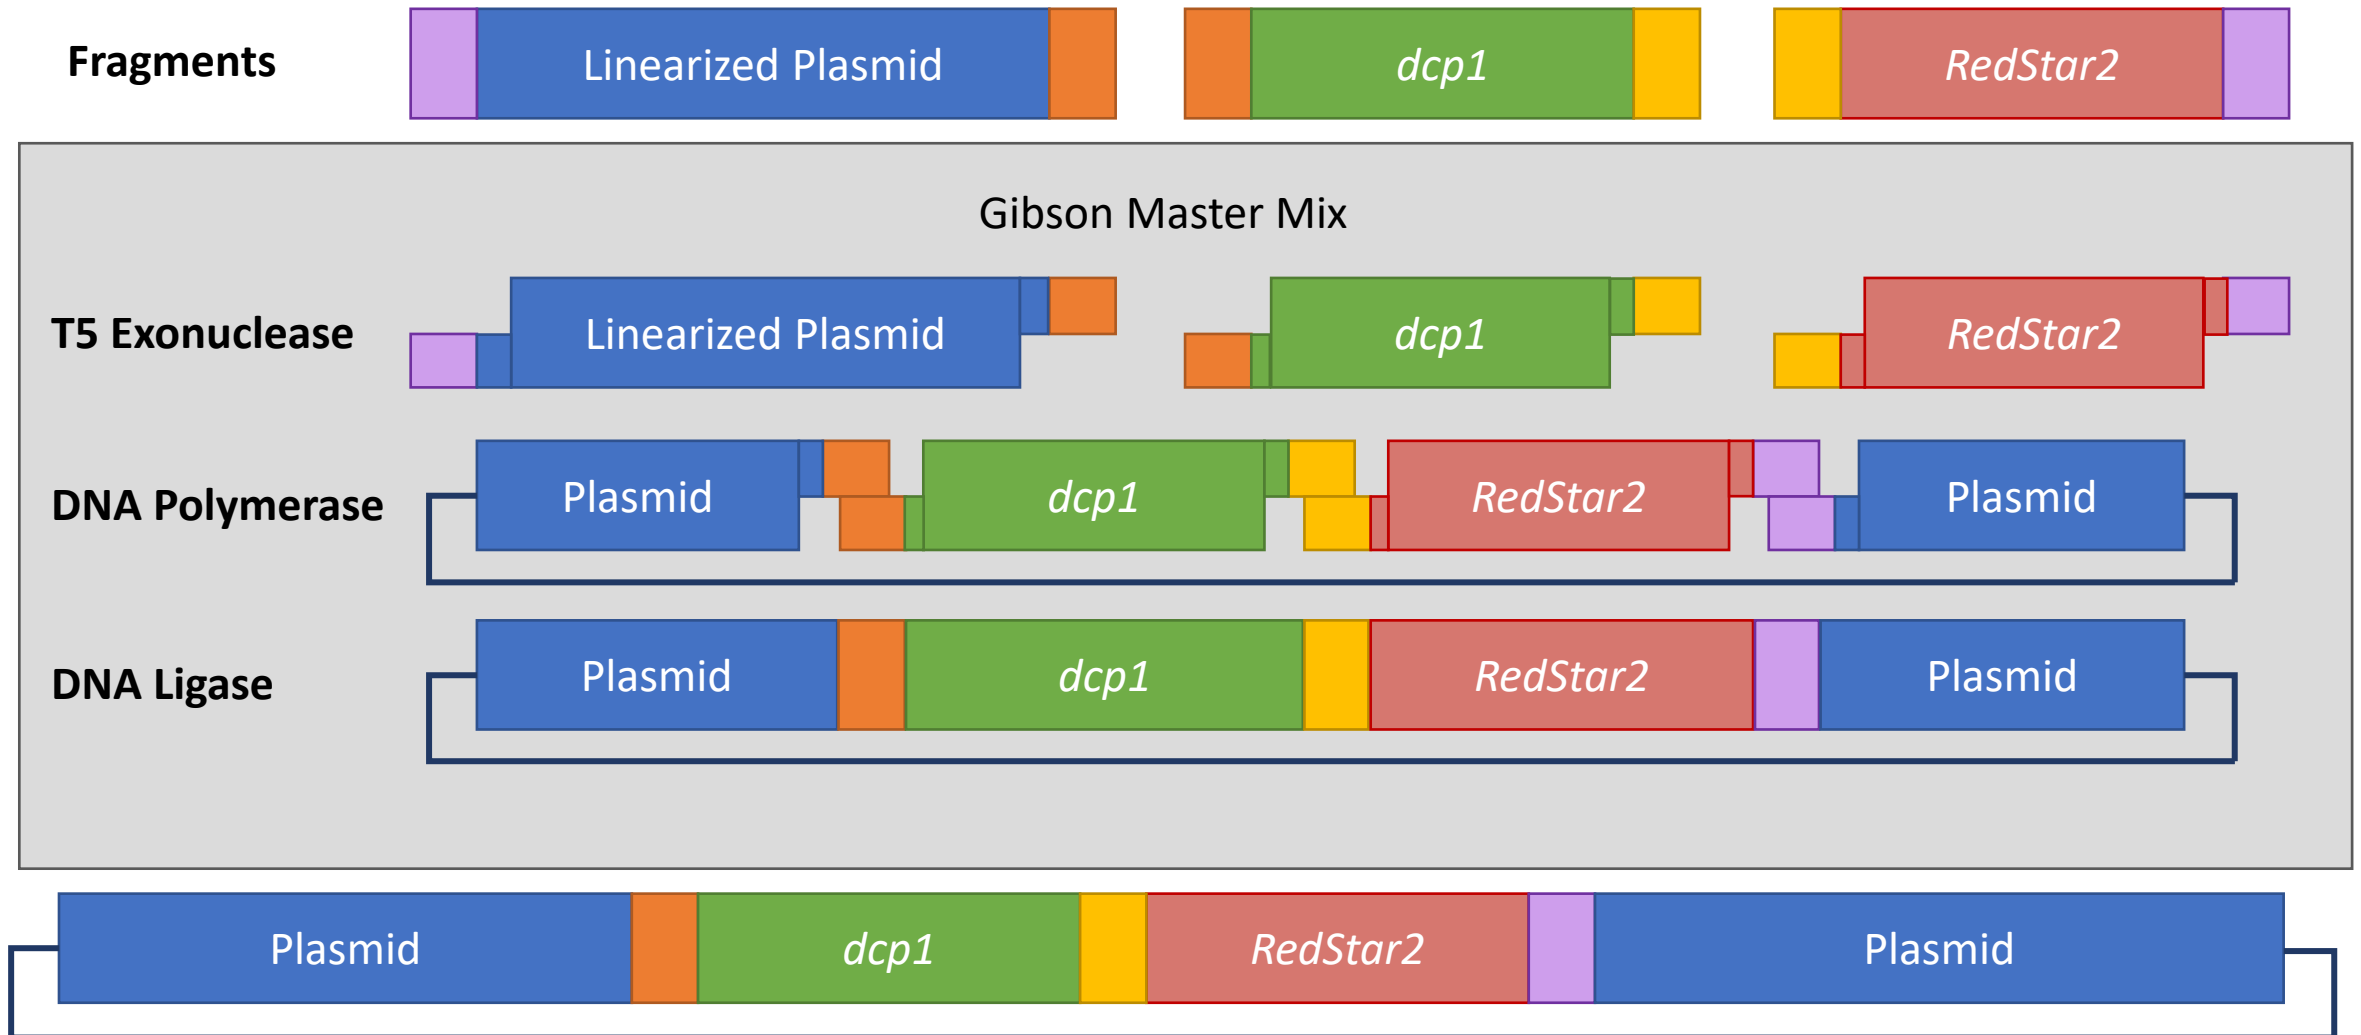 Fragments
Linearized Plasmid
dcp1
RedStar2
Gibson Master Mix
T5 Exonuclease
Linearized Plasmid
dcp1
RedStar2
DNA Polymerase
Plasmid
dcp1
RedStar2
Plasmid
DNA Ligase
Plasmid
dcp1
RedStar2
Plasmid
Plasmid
dcp1
RedStar2
Plasmid